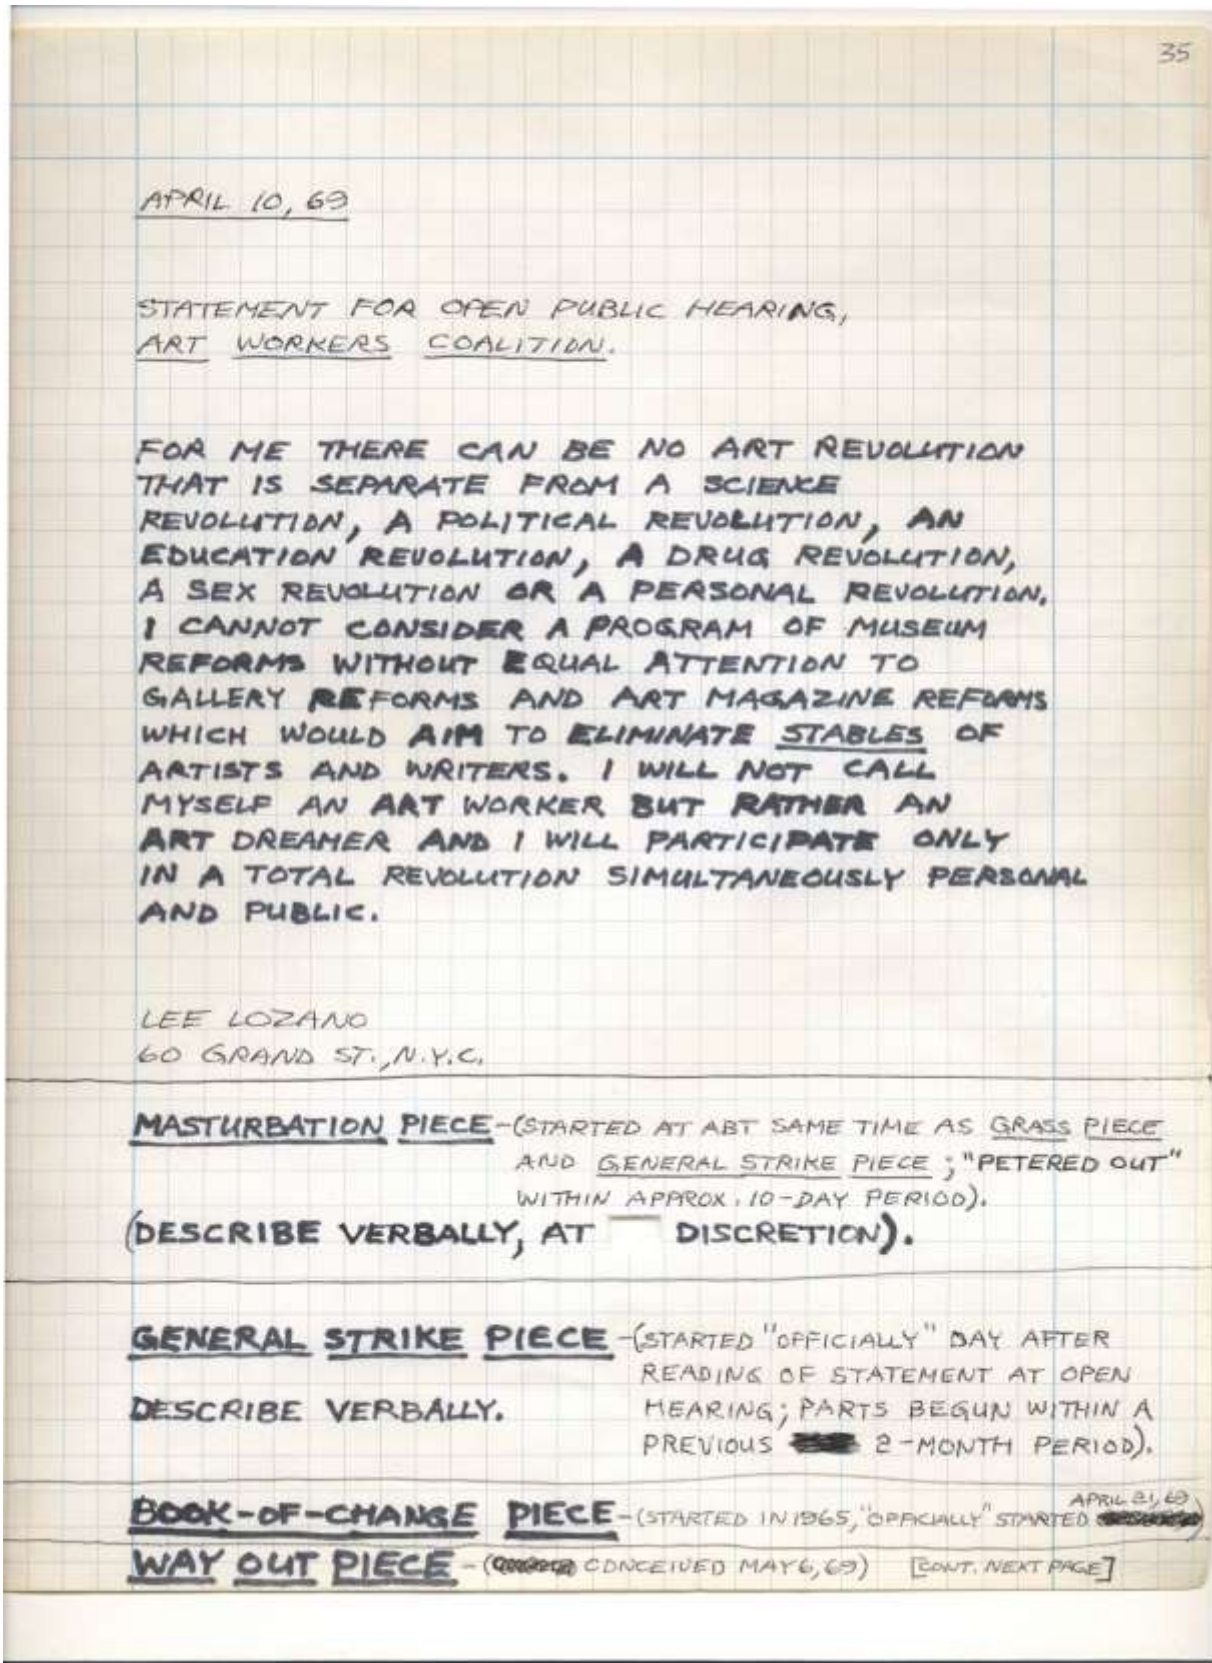 35
APRIL 10, 69
STATEMENT FOR OPEN PUBLIC HEARING,
ART WORKERS COALITION.
FOR ME THERE CAN BE NO ART REVOLUTION
THAT IS SEPARATE FROM A SCIENCE
REVOLUTION, A POLITICAL REVOLUTION, AN
EDUCATION REVOLUTION, A DRUG REVOLUTION,
A SEX REVOLUTION OR A PERSONAL REVOLUTION.
I CANNOT CONSIDER A PROGRAM OF MUSEUM
REFORMS WITHOUT EQUAL ATTENTION TO
GALLERY REFORMS AND ART MAGAZINE REFORMS
WHICH WOULD AIM TO ELIMINATE STABLES OF
ARTISTS AND WRITERS. I WILL NOT CALL
MYSELF AN ART WORKER BUT RATHER AN
ART DREAMER AND I WILL PARTICIPATE ONLY
IN A TOTAL REVOLUTION SIMULTANEOUSLY PERSONAL
AND PUBLIC.
LEE LOZANO
60 GRAND ST., N.Y.C.
MASTURBATION PIECE - (STARTED AT ABT SAME TIME AS GRASS PIECE
AND GENERAL STRIKE PIECE; "PETERED OUT"
WITHIN APPROX. 10-DAY PERIOD).
(DESCRIBE VERBALLY, AT DISCRETION).
GENERAL STRIKE PIECE - (STARTED "OFFICIALLY" DAY AFTER
READING OF STATEMENT AT OPEN
DESCRIBE VERBALLY. HEARING; PARTS BEGUN WITHIN A
PREVIOUS 2-MONTH PERIOD).
APRIL 21, 69
BOOK-OF-CHANGE PIECE - (STARTED IN 1965, "OFFICIALLY" STARTED )
WAY OUT PIECE - ( CONCEIVED MAY 6, 69) [CONT. NEXT PAGE]